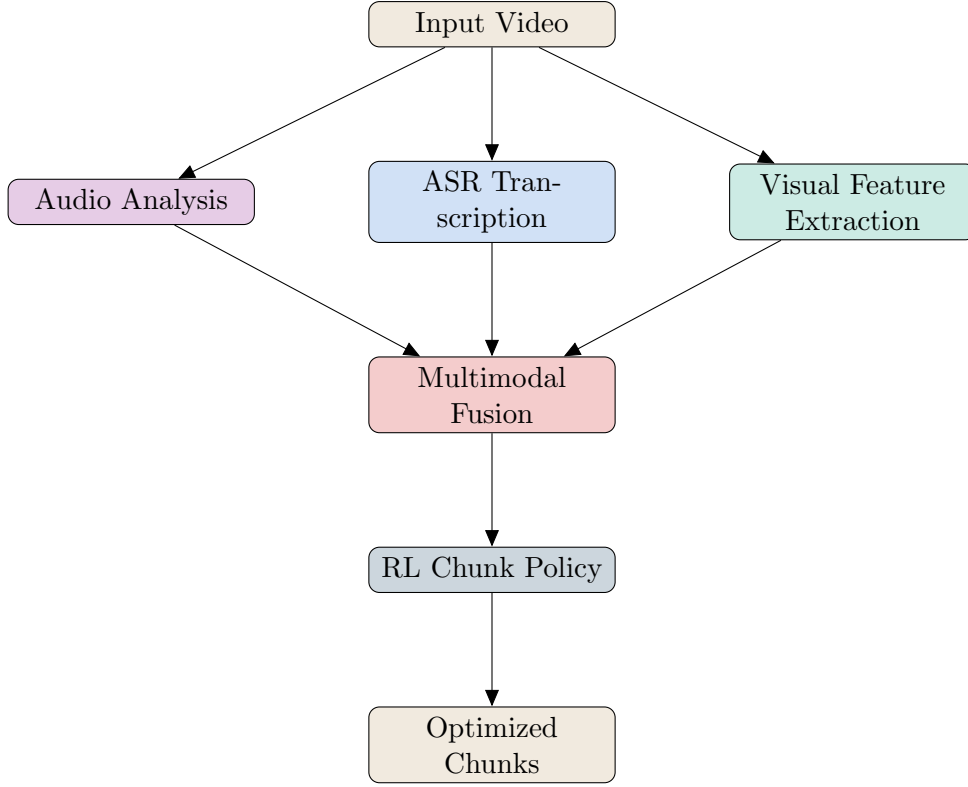 Input Video
Audio Analysis
ASR Tran-
scription
Visual Feature
Extraction
Multimodal
Fusion
RL Chunk Policy
Optimized
Chunks